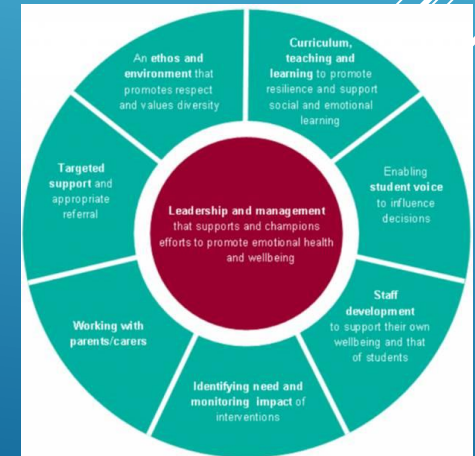 An ethos and
environment that
promotes respect
and values diversity
Curriculum,
teaching and
learning to promote
resilience and support
social and emotional
learning
Enabling
student voice
to influence
decisions
Staff
development
to support their own
wellbeing and that
of students
Identifying need and
monitoring impact of
interventions
Working with
parents/carers
Targeted
support and
appropriate
referral
Leadership and management
that supports and champions
efforts to promote emotional health
and wellbeing